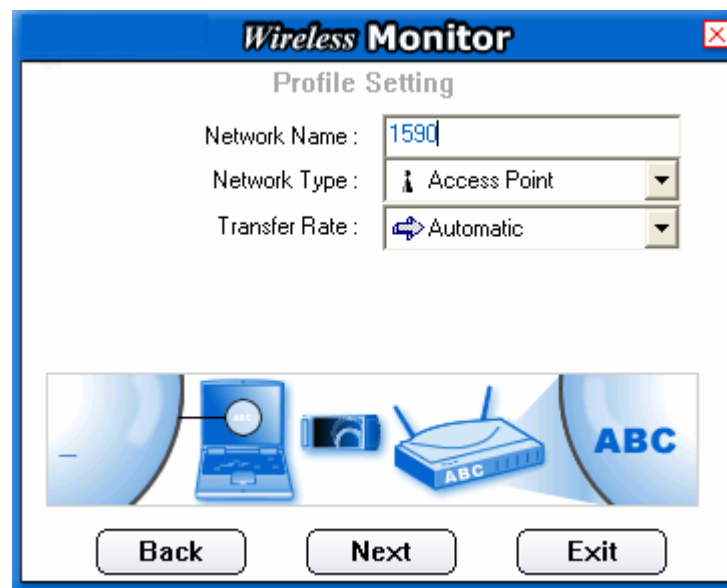 Wireless Monitor
Profile Setting
Network Name : 1590
Network Type : Access Point
Transfer Rate : Automatic
ABC
ABC
ABC
Back Next Exit